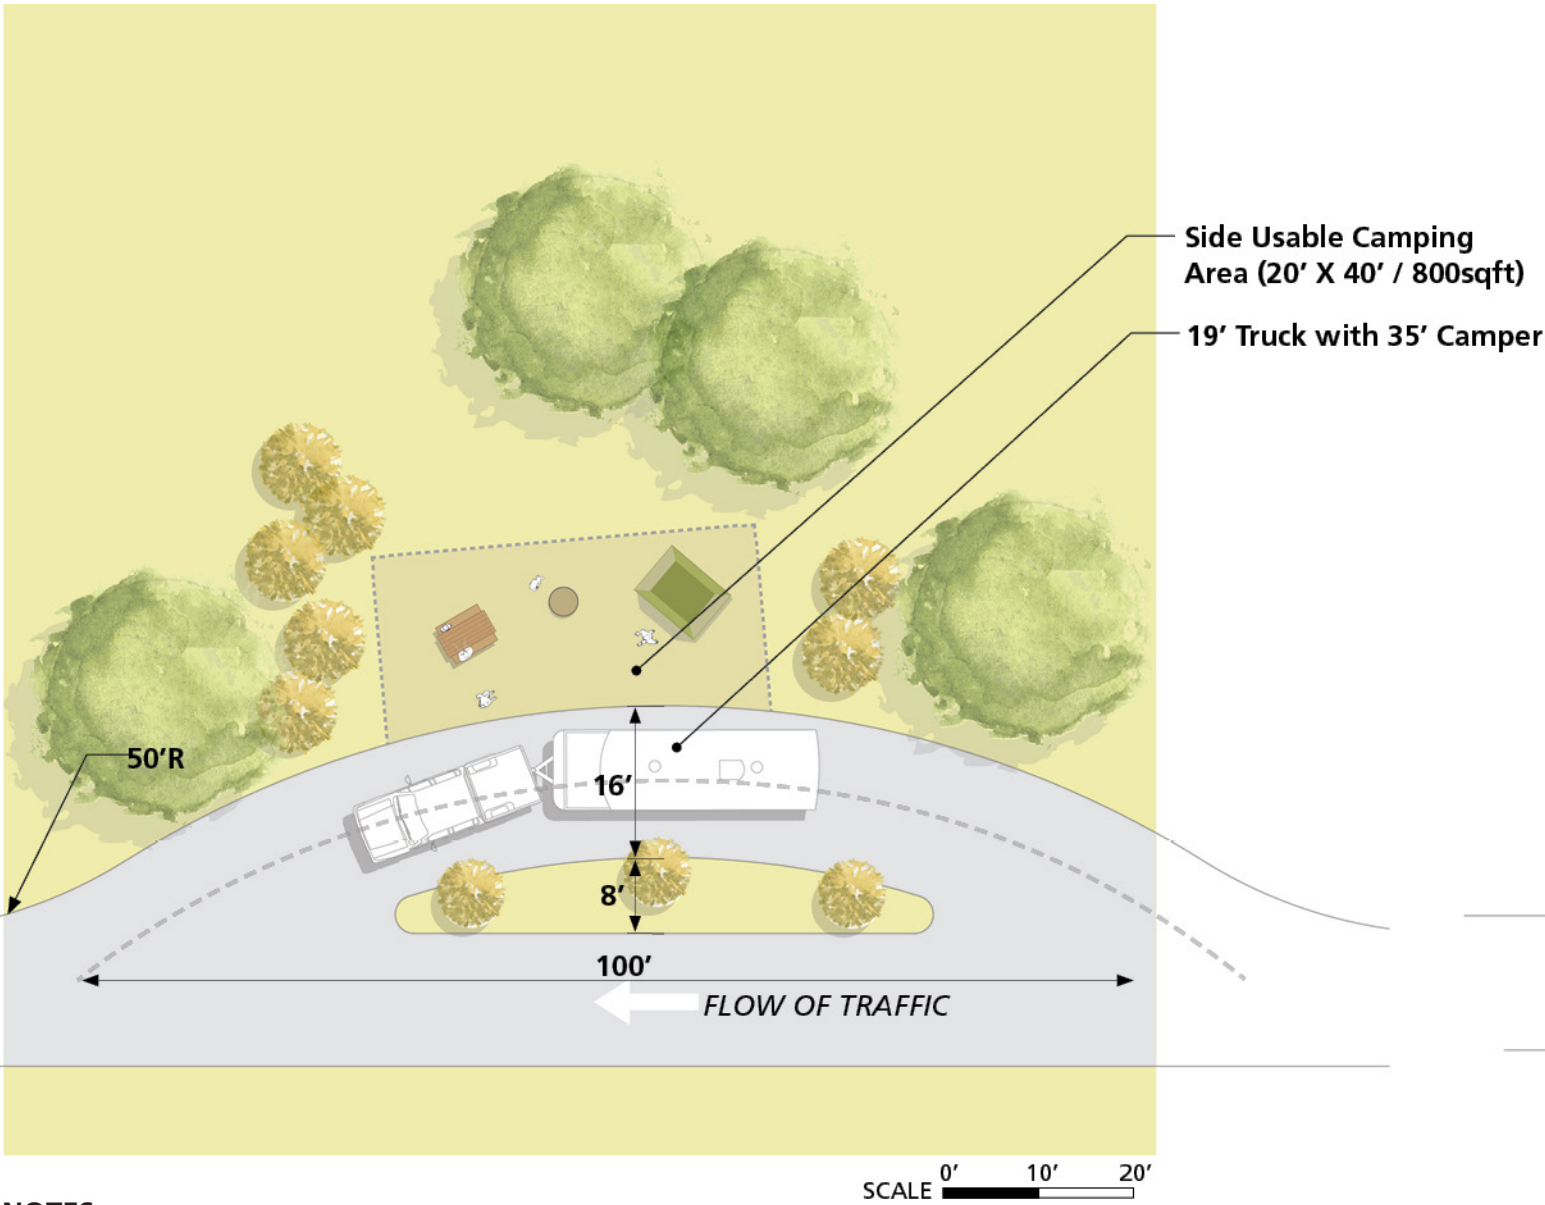 Side Usable Camping
Area (20’ X 40’ / 800sqft)
19’ Truck with 35’ Camper
50’R
16’
8’
100’
FLOW OF TRAFFIC
0’ 10’ 20’
SCALE
NOTES